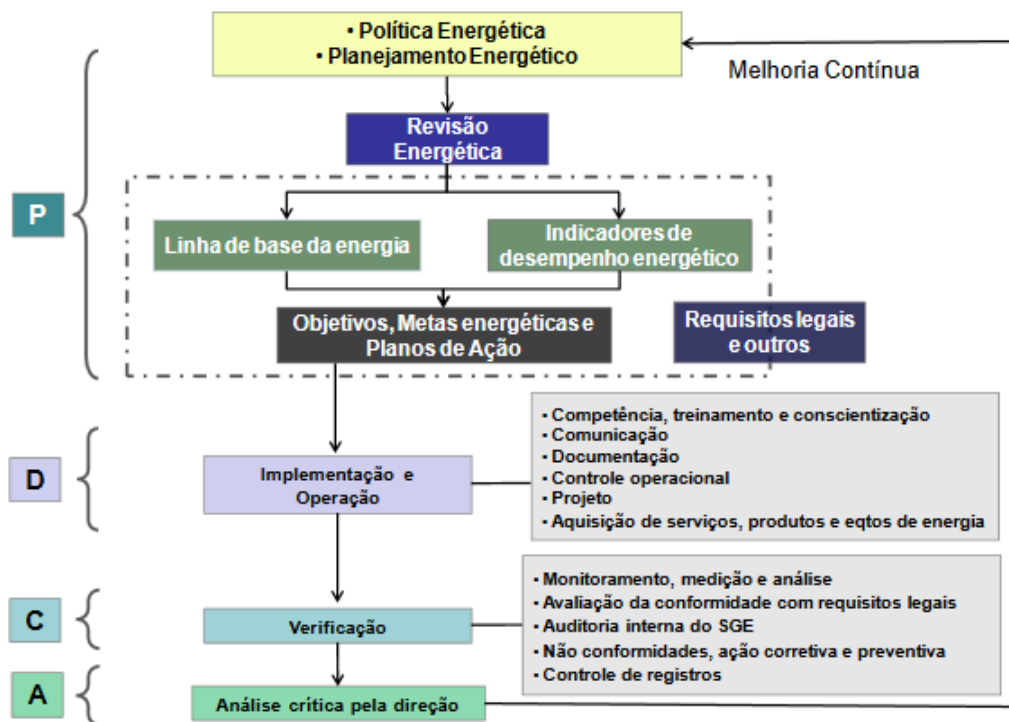 • Política Energética
• Planejamento Energético
Melhoria Contínua
Revisão
Energética
P
Linha de base da energia
Indicadores de
desempenho energético
Objetivos, Metas energéticas e
Planos de Ação
Requisitos legais
e outros
D
Implementação e
Operação
• Competência, treinamento e conscientização
• Comunicação
• Documentação
• Controle operacional
• Projeto
• Aquisição de serviços, produtos e eqtos de energia
C
Verificação
• Monitoramento, medição e análise
• Avaliação da conformidade com requisitos legais
• Auditoria interna do SGE
• Não conformidades, ação corretiva e preventiva
• Controle de registros
A
Análise crítica pela direção